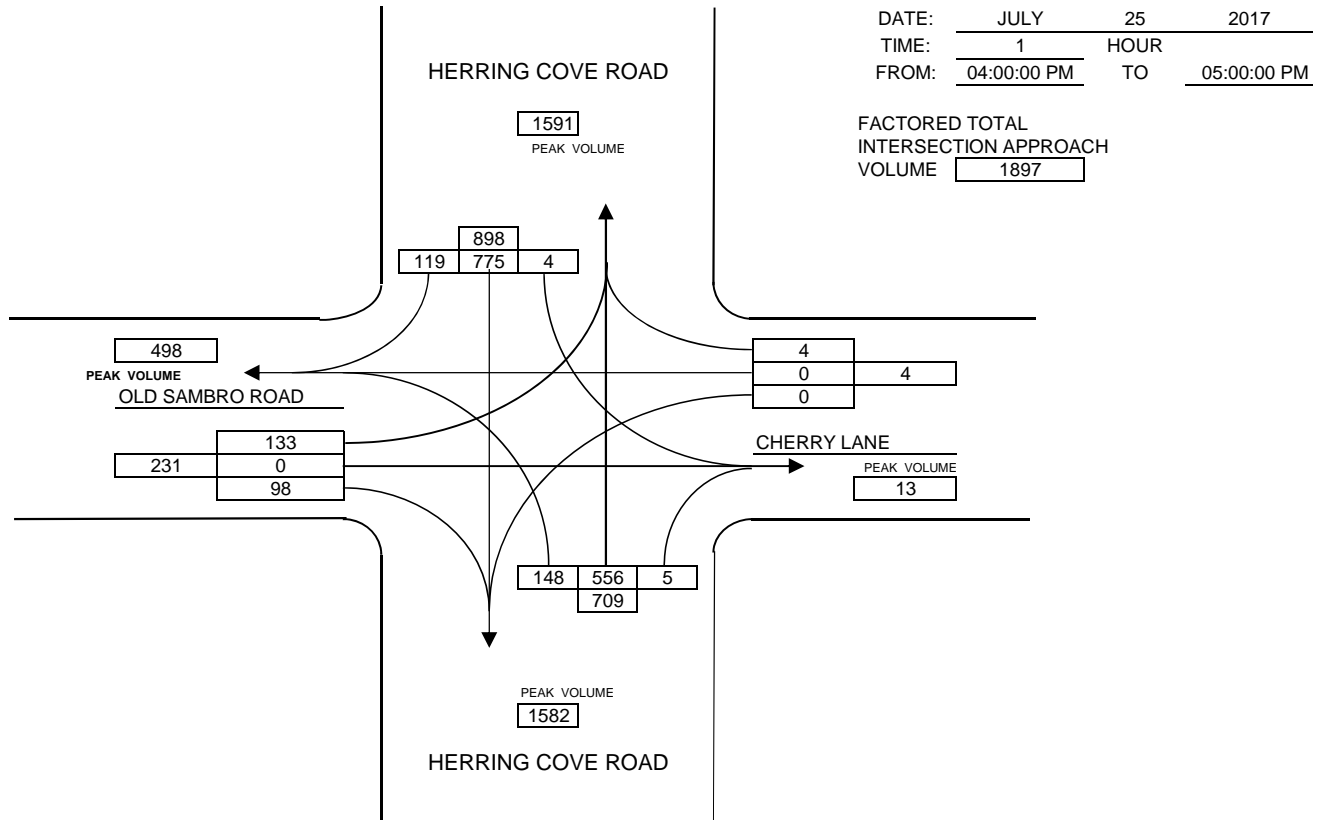 DATE: JULY 25 2017
TIME: 1 HOUR
FROM: 04:00:00 PM TO 05:00:00 PM
FACTORED TOTAL
INTERSECTION APPROACH
VOLUME 1897
HERRING COVE ROAD
1591
PEAK VOLUME
898
119 775 4
498
PEAK VOLUME
OLD SAMBRO ROAD
4
0 4
0
133
231 0
98
CHERRY LANE
PEAK VOLUME
13
148 556 5
709
PEAK VOLUME
1582
HERRING COVE ROAD